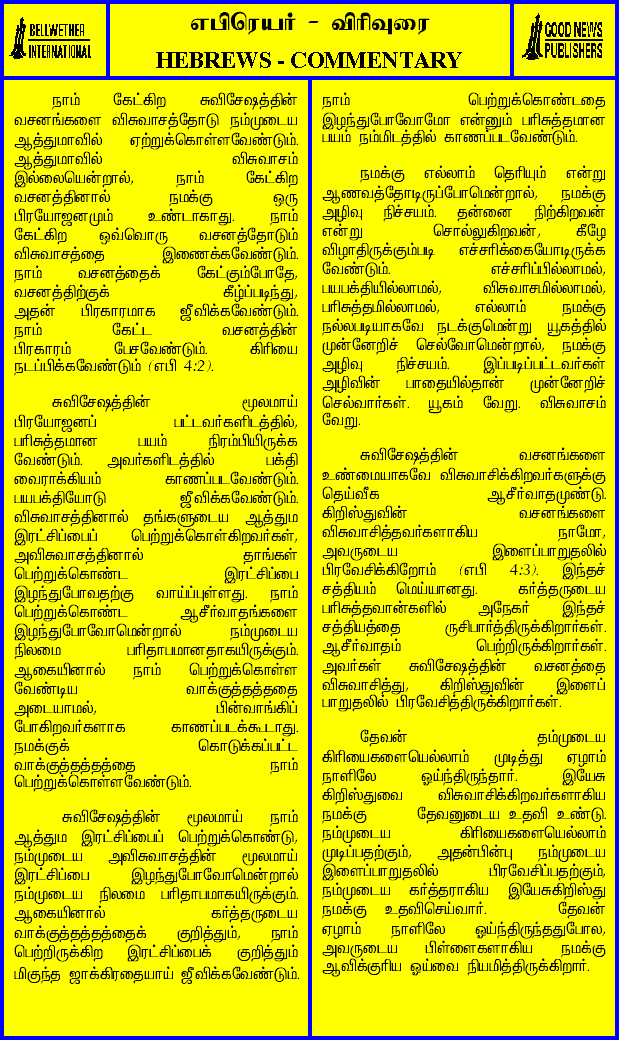 BELLWETHER
INTERNATIONAL
எபிரெயர் - விரிவுரை
HEBREWS - COMMENTARY
GOOD NEWS
PUBLISHERS
நாம் கேட்கிற சுவிசேஷத்தின்
வசனங்களை விசுவாசத்தோடு நம்முடைய
ஆத்துமாவில் ஏற்றுக்கொள்ளவேண்டும்.
ஆத்துமாவில் விசுவாசம்
இல்லையென்றால், நாம் கேட்கிற
வசனத்தினால் நமக்கு ஒரு
பிரயோஜனமும் உண்டாகாது. நாம்
கேட்கிற ஒவ்வொரு வசனத்தோடும்
விசுவாசத்தை இணைக்கவேண்டும்.
நாம் வசனத்தைக் கேட்கும்போதே,
வசனத்திற்குக் கீழ்ப்படிந்து,
அதன் பிரகாரமாக ஜீவிக்கவேண்டும்.
நாம் கேட்ட வசனத்தின்
பிரகாரம் பேசவேண்டும். கிரியை
நடப்பிக்கவேண்டும் (எபி 4:2).
சுவிசேஷத்தின் மூலமாய்
பிரயோஜனப் பட்டவர்களிடத்தில்,
பரிசுத்தமான பயம் நிரம்பியிருக்க
வேண்டும். அவர்களிடத்தில் பக்தி
வைராக்கியம் காணப்படவேண்டும்.
பயபக்தியோடு ஜீவிக்கவேண்டும்.
விசுவாசத்தினால் தங்களுடைய ஆத்தும
இரட்சிப்பைப் பெற்றுக்கொள்கிறவர்கள்,
அவிசுவாசத்தினால் தாங்கள்
பெற்றுக்கொண்ட இரட்சிப்பை
இழந்துபோவதற்கு வாய்ப்புள்ளது. நாம்
பெற்றுக்கொண்ட ஆசீர்வாதங்களை
இழந்துபோவோமென்றால் நம்முடைய
நிலமை பரிதாபமானதாகயிருக்கும்.
ஆகையினால் நாம் பெற்றுக்கொள்ள
வேண்டிய வாக்குத்தத்ததை
அடையாமல், பின்வாங்கிப்
போகிறவர்களாக காணப்படக்கூடாது.
நமக்குக் கொடுக்கப்பட்ட
வாக்குத்தத்தத்தை நாம்
பெற்றுக்கொள்ளவேண்டும்.
சுவிசேஷத்தின் மூலமாய் நாம்
ஆத்தும இரட்சிப்பைப் பெற்றுக்கொண்டு,
நம்முடைய அவிசுவாசத்தின் மூலமாய்
இரட்சிப்பை இழந்துபோவோமென்றால்
நம்முடைய நிலமை பரிதாபமாகயிருக்கும்.
ஆகையினால் கர்த்தருடைய
வாக்குத்தத்தத்தைக் குறித்தும், நாம்
பெற்றிருக்கிற இரட்சிப்பைக் குறித்தும்
மிகுந்த ஜாக்கிரதையாய் ஜீவிக்கவேண்டும்.
நாம் பெற்றுக்கொண்டதை
இழந்துபோவோமோ என்னும் பரிசுத்தமான
பயம் நம்மிடத்தில் காணப்படவேண்டும்.
நமக்கு எல்லாம் தெரியும் என்று
ஆணவத்தோடிருப்போமென்றால், நமக்கு
அழிவு நிச்சயம். தன்னை நிற்கிறவன்
என்று சொல்லுகிறவன், கீழே
விழாதிருக்கும்படி எச்சரிக்கையோடிருக்க
வேண்டும். எச்சரிப்பில்லாமல்,
பயபக்தியில்லாமல், விசுவாசமில்லாமல்,
பரிசுத்தமில்லாமல், எல்லாம் நமக்கு
நல்லபடியாகவே நடக்குமென்று யூகத்தில்
முன்னேறிச் செல்வோமென்றால், நமக்கு
அழிவு நிச்சயம். இப்படிப்பட்டவர்கள்
அழிவின் பாதையில்தான் முன்னேறிச்
செல்வார்கள். யூகம் வேறு. விசுவாசம்
வேறு.
சுவிசேஷத்தின் வசனங்களை
உண்மையாகவே விசுவாசிக்கிறவர்களுக்கு
தெய்வீக ஆசீர்வாதமுண்டு.
கிறிஸ்துவின் வசனங்களை
விசுவாசித்தவர்களாகிய நாமோ,
அவருடைய இளைப்பாறுதலில்
பிரவேசிக்கிறோம் (எபி 4:3). இந்தச்
சத்தியம் மெய்யானது. கர்த்தருடைய
பரிசுத்தவான்களில் அநேகர் இந்தச்
சத்தியத்தை ருசிபார்த்திருக்கிறார்கள்.
ஆசீர்வாதம் பெற்றிருக்கிறார்கள்.
அவர்கள் சுவிசேஷத்தின் வசனத்தை
விசுவாசித்து, கிறிஸ்துவின் இளைப்
பாறுதலில் பிரவேசித்திருக்கிறார்கள்.
தேவன் தம்முடைய
கிரியைகளையெல்லாம் முடித்து ஏழாம்
நாளிலே ஓய்ந்திருந்தார். இயேசு
கிறிஸ்துவை விசுவாசிக்கிறவர்களாகிய
நமக்கு தேவனுடைய உதவி உண்டு.
நம்முடைய கிரியைகளையெல்லாம்
முடிப்பதற்கும், அதன்பின்பு நம்முடைய
இளைப்பாறுதலில் பிரவேசிப்பதற்கும்,
நம்முடைய கர்த்தராகிய இயேசுகிறிஸ்து
நமக்கு உதவிசெய்வார். தேவன்
ஏழாம் நாளிலே ஓய்ந்திருந்ததுபோல,
அவருடைய பிள்ளைகளாகிய நமக்கு
ஆவிக்குரிய ஓய்வை நியமித்திருக்கிறார்.